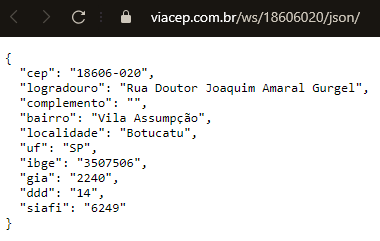 viacep.com.br/ws/18606020/json/
{
"cep": "18606-020",
"logradouro": "Rua Doutor Joaquim Amaral Gurgel",
"complemento": "",
"bairro": "Vila Assumpção",
"localidade": "Botucatu",
"uf": "SP",
"ibge": "3507506",
"gia": "2240",
"ddd": "14",
"siafi": "6249"
}